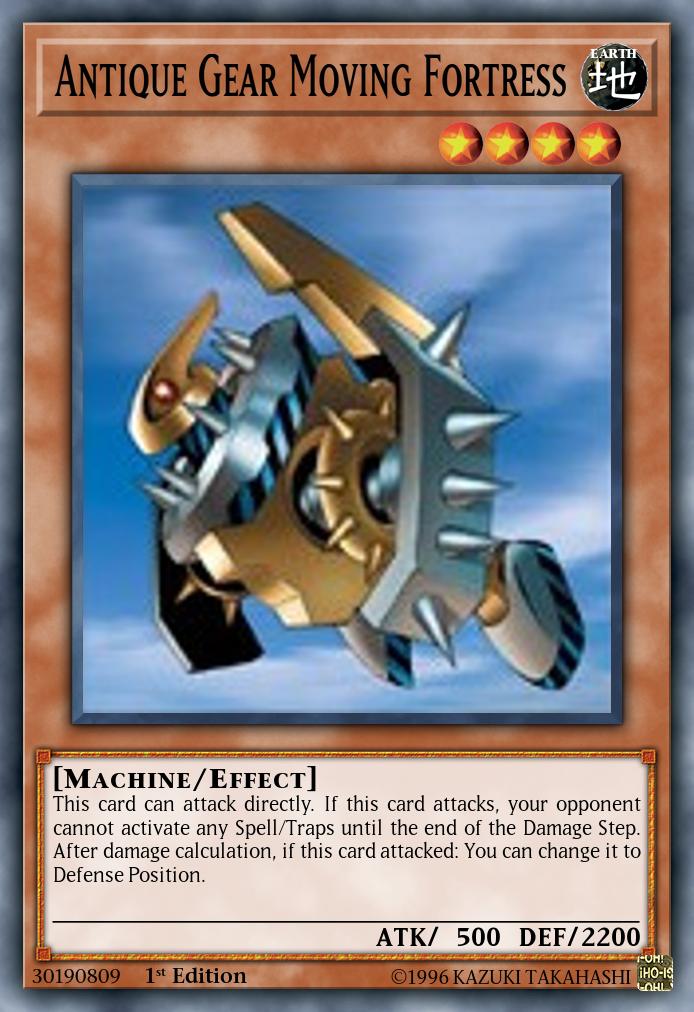 Antique Gear Moving Fortress
EARTH
地
[Machine/Effect]
This card can attack directly. If this card attacks, your opponent
cannot activate any Spell/Traps until the end of the Damage Step.
After damage calculation, if this card attacked: You can change it to
Defense Position.
ATK/ 500 DEF/2200
30190809 1st Edition ©1996 KAZUKI TAKAHASHI